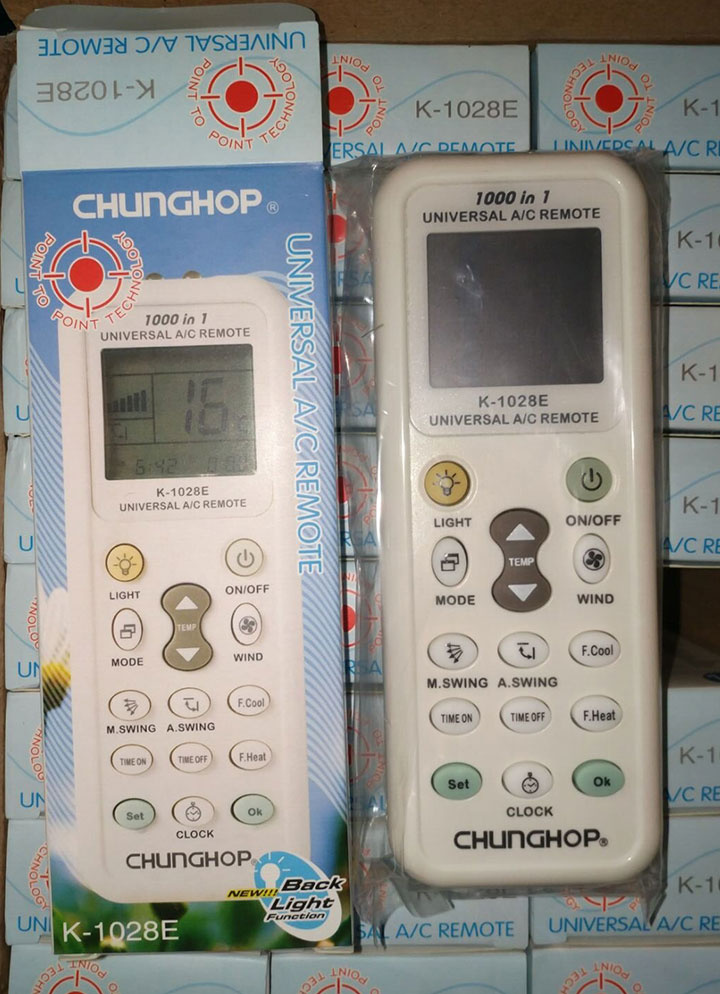 UNIVERSAL A/C REMOTE
K-1028E
POINT TO POINT TECHNOLOGY
CHUNGHOP®
POINT TO POINT TECHNOLOGY
UNIVERSAL A/C REMOTE
1000 in 1
UNIVERSAL A/C REMOTE
16
5:42
K-1028E
UNIVERSAL A/C REMOTE
LIGHT
ON/OFF
TEMP
MODE
WIND
F.Cool
M.SWING
A.SWING
TIME ON
TIME OFF
F.Heat
Set
Ok
CLOCK
CHUNGHOP®
NEW!!!
Back
Light
Function
K-1028E
1000 in 1
UNIVERSAL A/C REMOTE
K-1028E
UNIVERSAL A/C REMOTE
LIGHT
ON/OFF
TEMP
MODE
WIND
F.Cool
M.SWING
A.SWING
TIME ON
TIME OFF
F.Heat
Set
Ok
CLOCK
CHUNGHOP®
K-1028E
POINT TECHNOLOGY
UNIVERSAL A/C R
UNIVERSAL A/C REMOTE